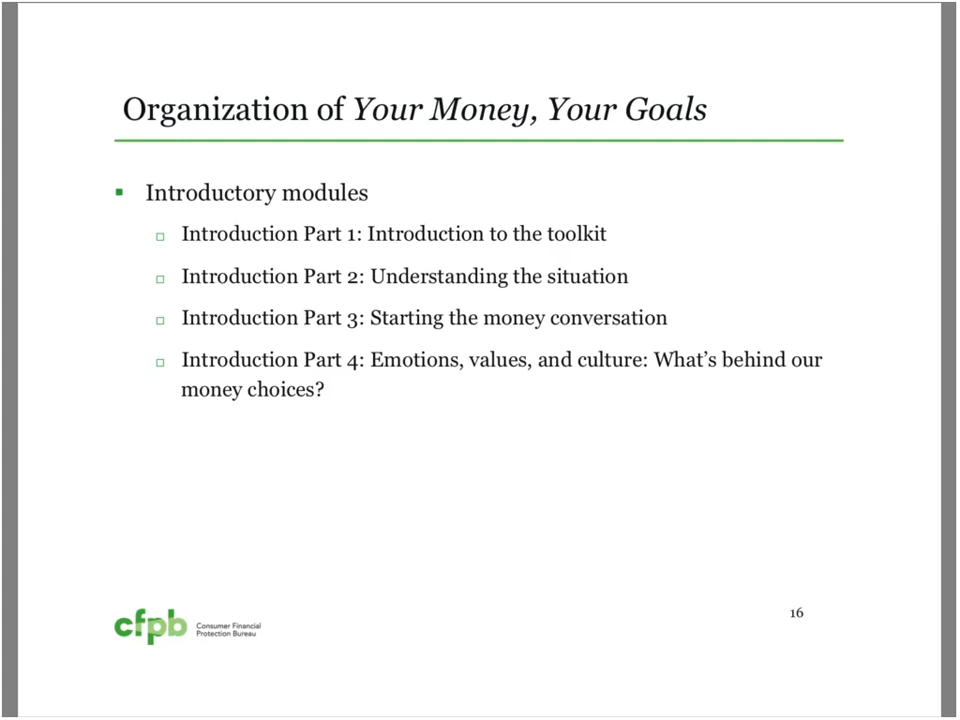 Organization of Your Money, Your Goals
Introductory modules
Introduction Part 1: Introduction to the toolkit
Introduction Part 2: Understanding the situation
Introduction Part 3: Starting the money conversation
Introduction Part 4: Emotions, values, and culture: What’s behind our
money choices?
16
cfpb
Consumer Financial
Protection Bureau